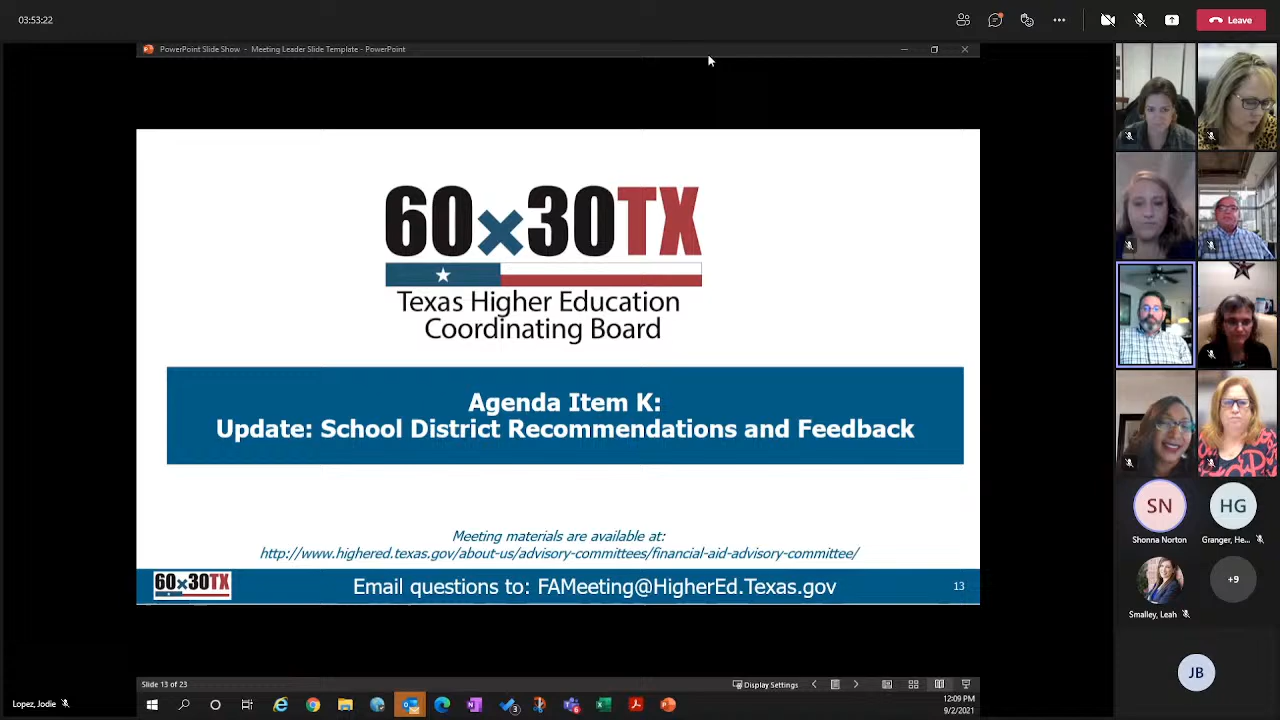 03:53:22
Leave
PowerPoint Slide Show - Meeting Leader Slide Template - PowerPoint
60x30TX
Texas Higher Education
Coordinating Board
Agenda Item K:
Update: School District Recommendations and Feedback
Meeting materials are available at:
http://www.highered.texas.gov/about-us/advisory-committees/financial-aid-advisory-committee/
60x30TX
Email questions to: FAMeeting@HigherEd.Texas.gov
13
SN
HG
Shonna Norton
Granger, He...
+9
Smalley, Leah
JB
Slide 13 of 23
Display Settings
Lopez, Jodie
3
6
12:09 PM
9/2/2021